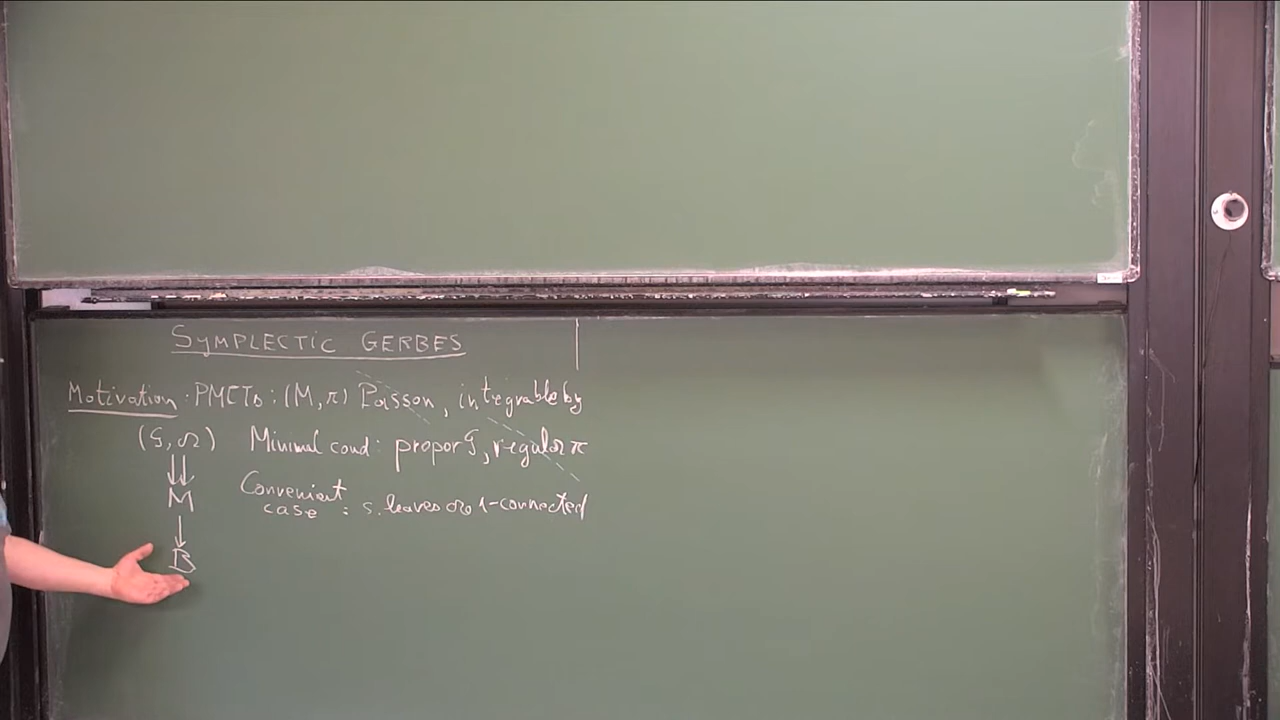 SYMPLECTIC GERBES
Motivation: PMCTs: (M, π) Poisson, integrable by
(𝒢, Ω) Minimal cond: proper 𝒢, regular π
⇊
M Convenient
case: s. leaves are 1-connected
↓
B